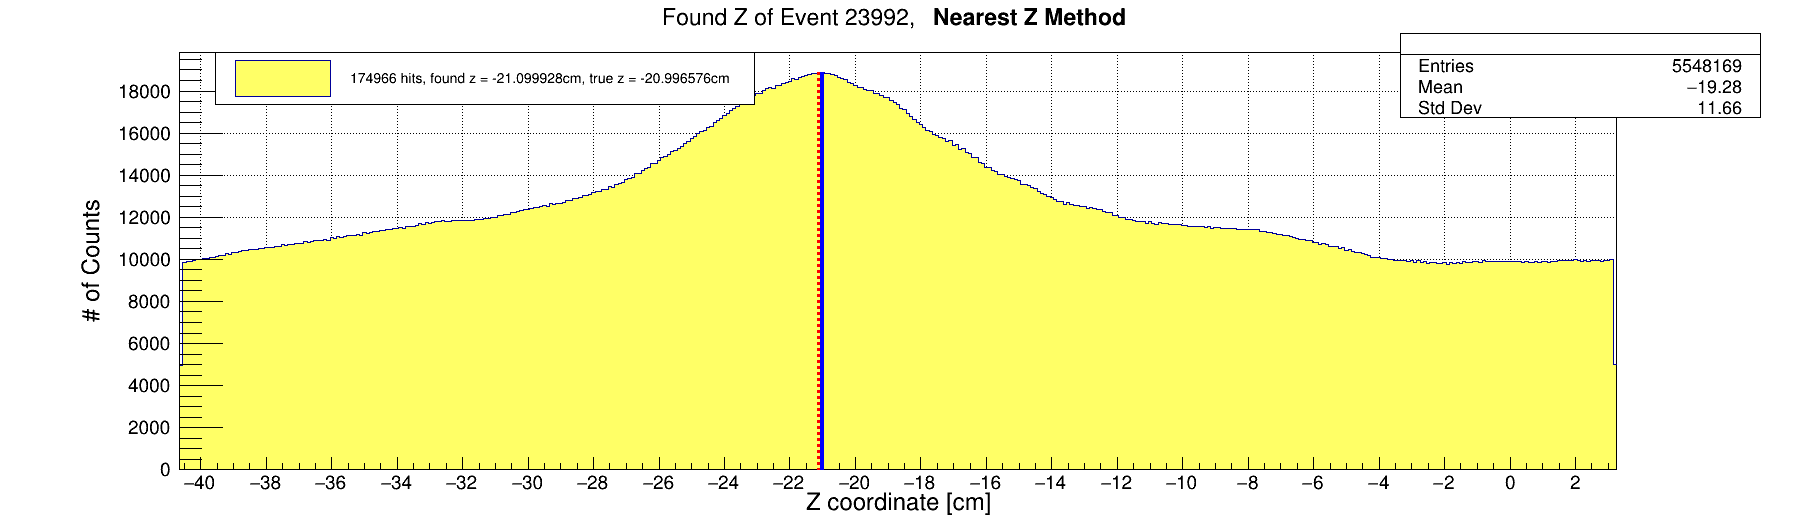 Found Z of Event 23992, Nearest Z Method
174966 hits, found z = -21.099928cm, true z = -20.996576cm
Entries 5548169
Mean −19.28
Std Dev 11.66
# of Counts
18000
16000
14000
12000
10000
8000
6000
4000
2000
0
−40 −38 −36 −34 −32 −30 −28 −26 −24 −22 −20 −18 −16 −14 −12 −10 −8 −6 −4 −2 0 2
Z coordinate [cm]